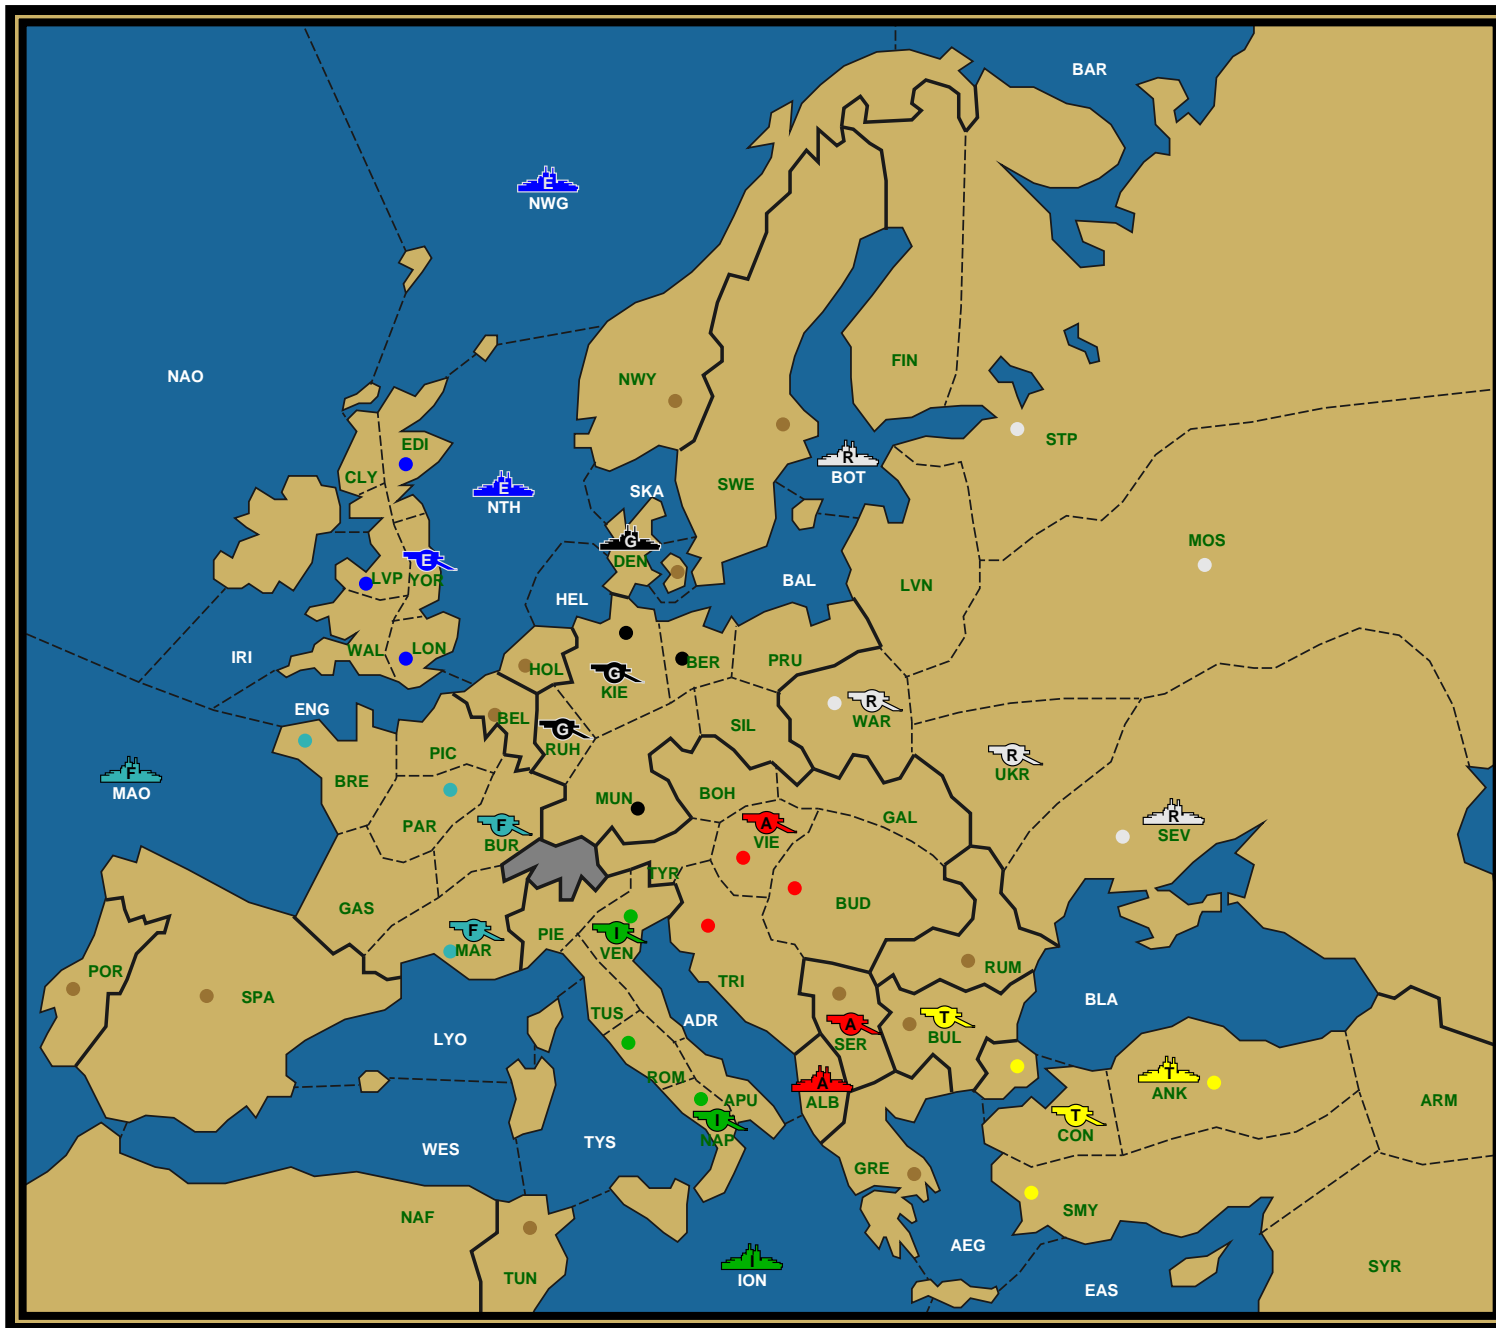 BAR
E
NWG
NAO
FIN
NWY
EDI
STP
CLY
R
BOT
SWE
E
NTH
SKA
MOS
G
DEN
E
LVP
YOR
BAL
LVN
HEL
WAL
LON
IRI
HOL
G
KIE
BER
PRU
ENG
BEL
G
RUH
SIL
R
WAR
PIC
R
UKR
F
MAO
BRE
MUN
BOH
PAR
F
BUR
A
VIE
GAL
R
SEV
TYR
GAS
BUD
F
MAR
PIE
I
VEN
POR
SPA
TRI
RUM
BLA
TUS
ADR
LYO
A
SER
T
BUL
ROM
A
ALB
APU
T
ANK
ARM
I
NAP
T
CON
WES
TYS
GRE
NAF
SMY
AEG
TUN
I
ION
SYR
EAS